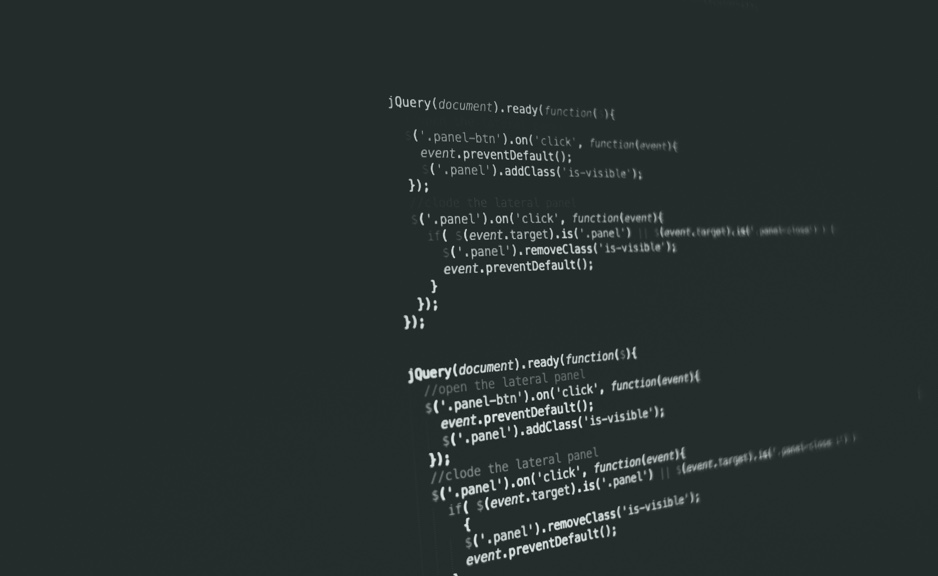 jQuery(document).ready(function( ){
$('.panel-btn').on('click', function(event){
event.preventDefault();
$('.panel').addClass('is-visible');
});
//clode the lateral panel
$('.panel').on('click', function(event){
if( $(event.target).is('.panel') || $(event.target).is('.panel-close') ) {
$('.panel').removeClass('is-visible');
event.preventDefault();
}
});
});
jQuery(document).ready(function($){
//open the lateral panel
$('.panel-btn').on('click', function(event){
event.preventDefault();
$('.panel').addClass('is-visible');
});
//clode the lateral panel
$('.panel').on('click', function(event){
if( $(event.target).is('.panel') || $(event.target).is('.panel-close') )
{
$('.panel').removeClass('is-visible');
event.preventDefault();